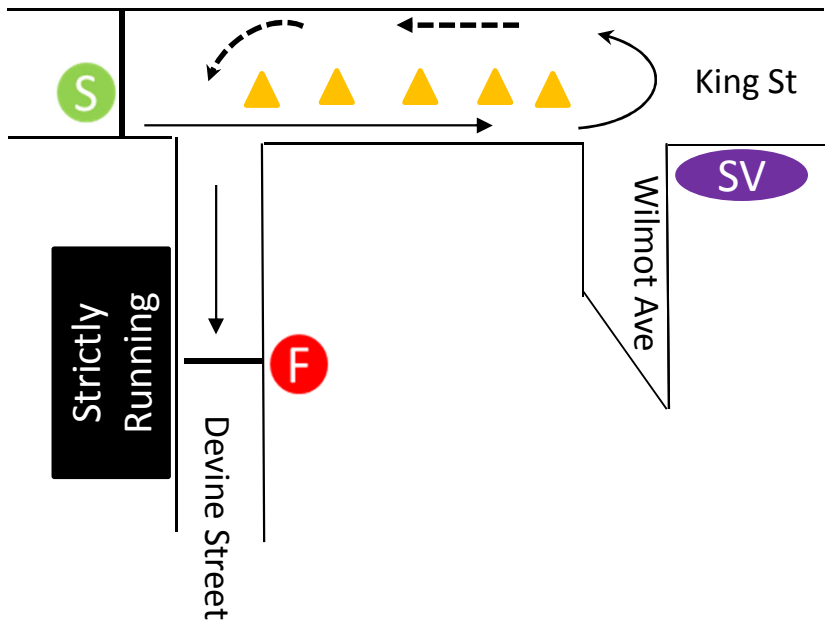 S
King St
SV
Wilmot Ave
Strictly
Running
F
Devine Street